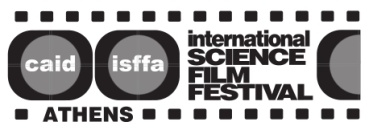 caid isffa
international
SCIENCE
FILM
FESTIVAL
ATHENS